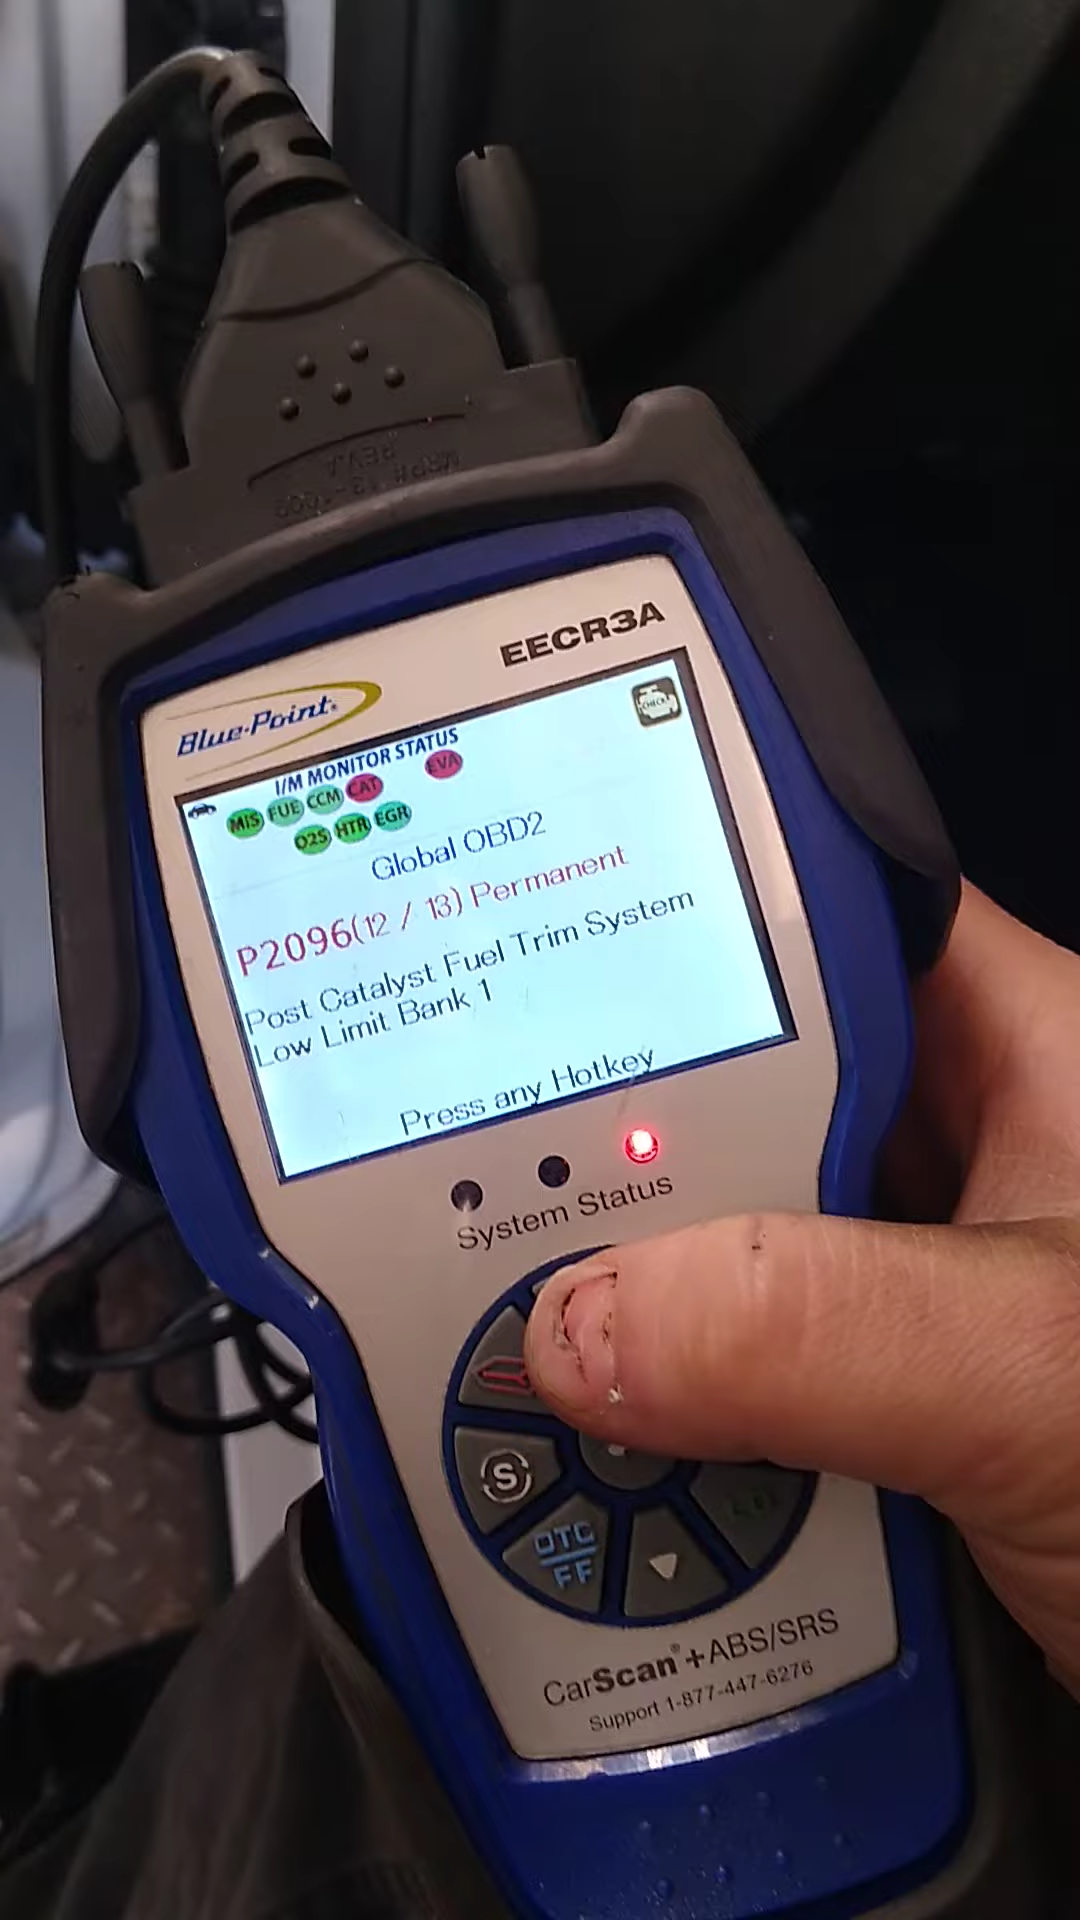 EECR3A
Blue-Point
CHECK
I/M MONITOR STATUS
MIS FUE CCM CAT EVA
O2S HTR EGR
Global OBD2
P2096(12 / 13) Permanent
Post Catalyst Fuel Trim System
Low Limit Bank 1
Press any Hotkey
System Status
S
DTC
FF
CarScan®+ABS/SRS
Support 1-877-447-6276